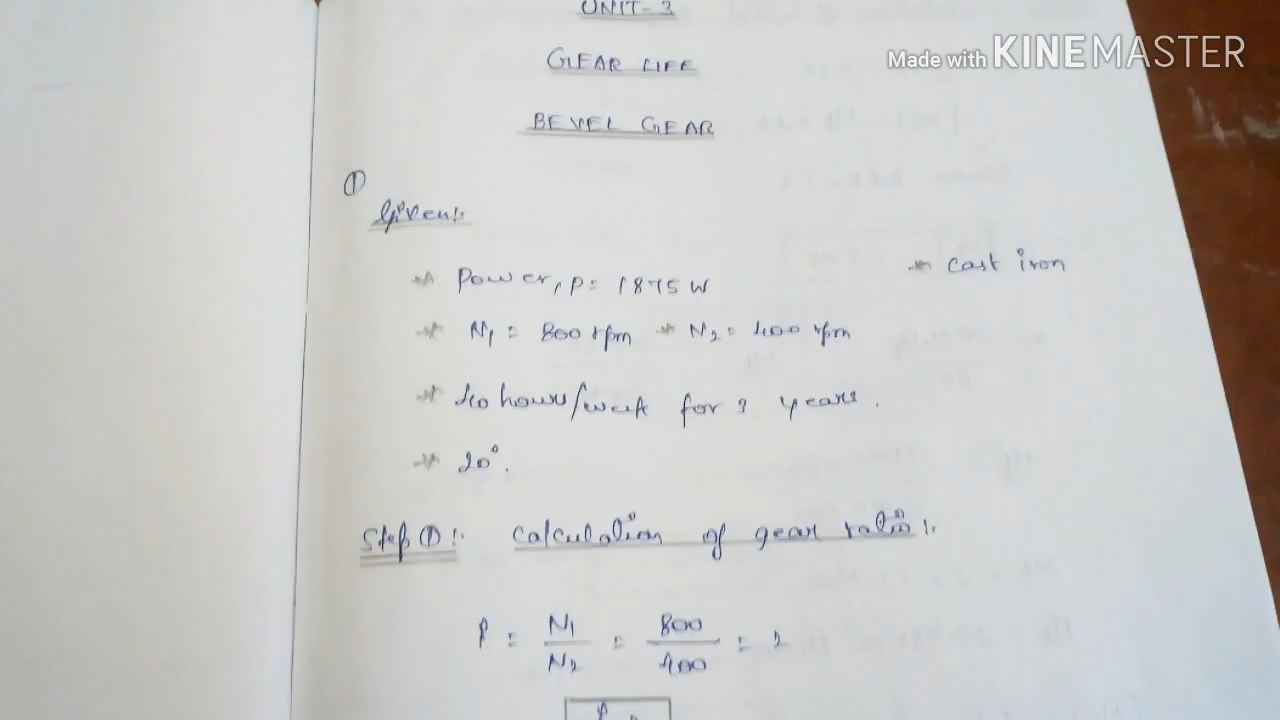 UNIT-3
Made with KINEMASTER
GEAR LIFE
BEVEL GEAR
①
Given:-
* Power, P= 1875 W
* Cast iron
* N1 = 800 rpm * N2 = 400 rpm
* 40 hours/week for 3 years.
* 20°.
Step ①:- Calculation of gear ratio:-
i = N1/N2 = 800/400 = 2